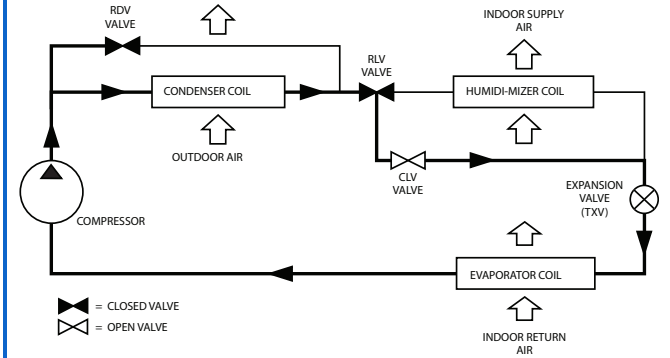 RDV
VALVE
INDOOR SUPPLY
AIR
RLV
VALVE
CONDENSER COIL
HUMIDI-MIZER COIL
OUTDOOR AIR
CLV
VALVE
EXPANSION
VALVE
(TXV)
COMPRESSOR
EVAPORATOR COIL
= CLOSED VALVE
= OPEN VALVE
INDOOR RETURN
AIR